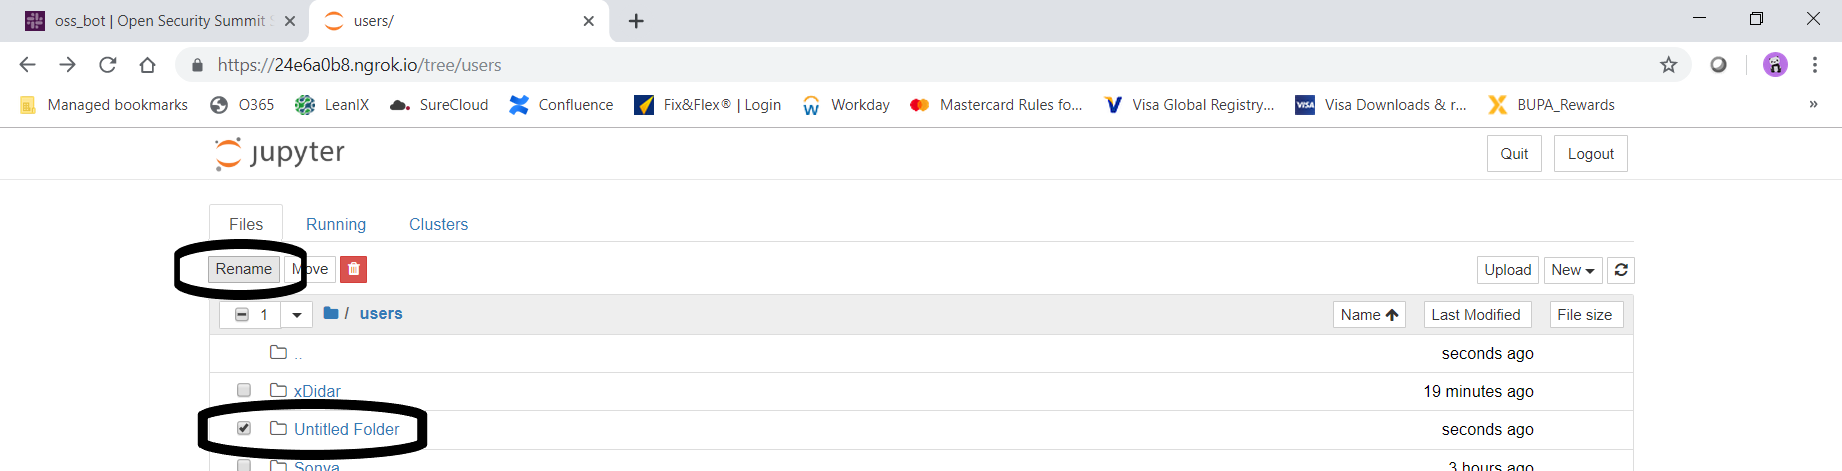 oss_bot | Open Security Summit
users/
https://24e6a0b8.ngrok.io/tree/users
Managed bookmarks O365 LeanIX SureCloud Confluence Fix&Flex® | Login Workday Mastercard Rules fo... Visa Global Registry... Visa Downloads & r... BUPA_Rewards »
jupyter Quit Logout
Files Running Clusters
Rename Move Upload New
1 / users Name Last Modified File size
.. seconds ago
xDidar 19 minutes ago
Untitled Folder seconds ago
Sonya 3 hours ago